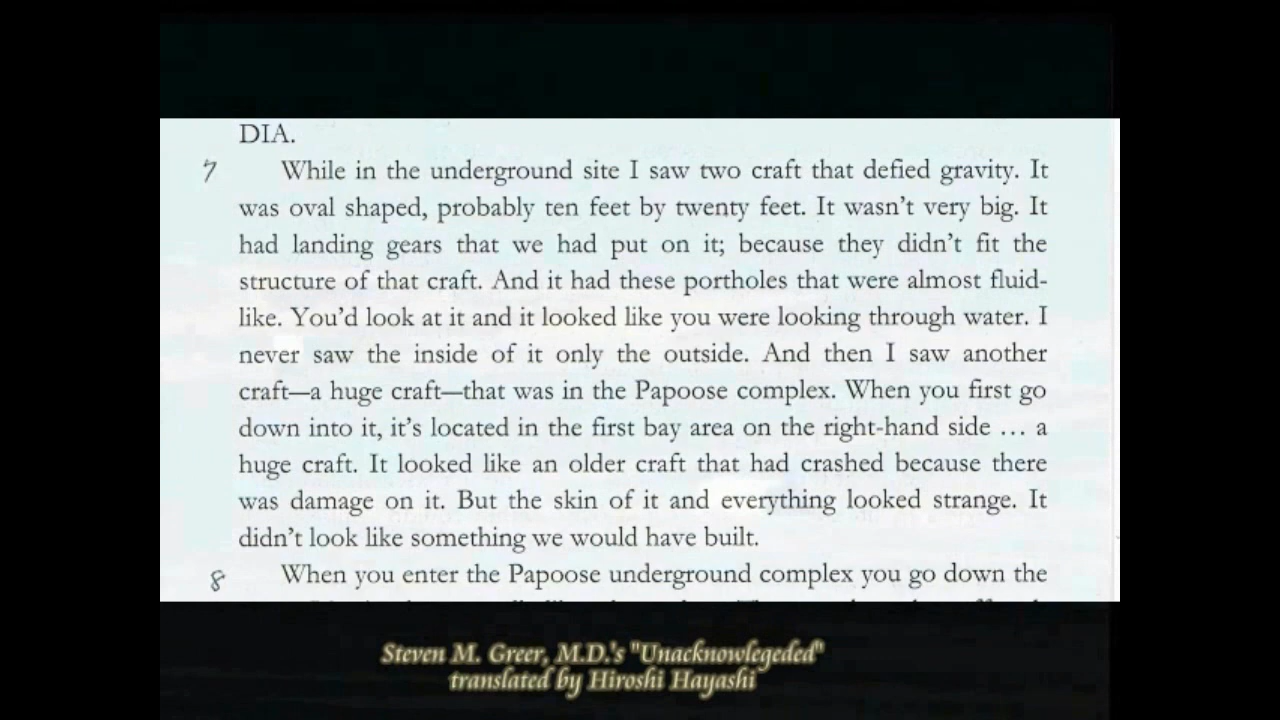 DIA.
7 While in the underground site I saw two craft that defied gravity. It
was oval shaped, probably ten feet by twenty feet. It wasn't very big. It
had landing gears that we had put on it; because they didn't fit the
structure of that craft. And it had these portholes that were almost fluid-
like. You'd look at it and it looked like you were looking through water. I
never saw the inside of it only the outside. And then I saw another
craft—a huge craft—that was in the Papoose complex. When you first go
down into it, it's located in the first bay area on the right-hand side … a
huge craft. It looked like an older craft that had crashed because there
was damage on it. But the skin of it and everything looked strange. It
didn't look like something we would have built.
8 When you enter the Papoose underground complex you go down the
Steven M. Greer, M.D.'s "Unacknowlegeded"
translated by Hiroshi Hayashi